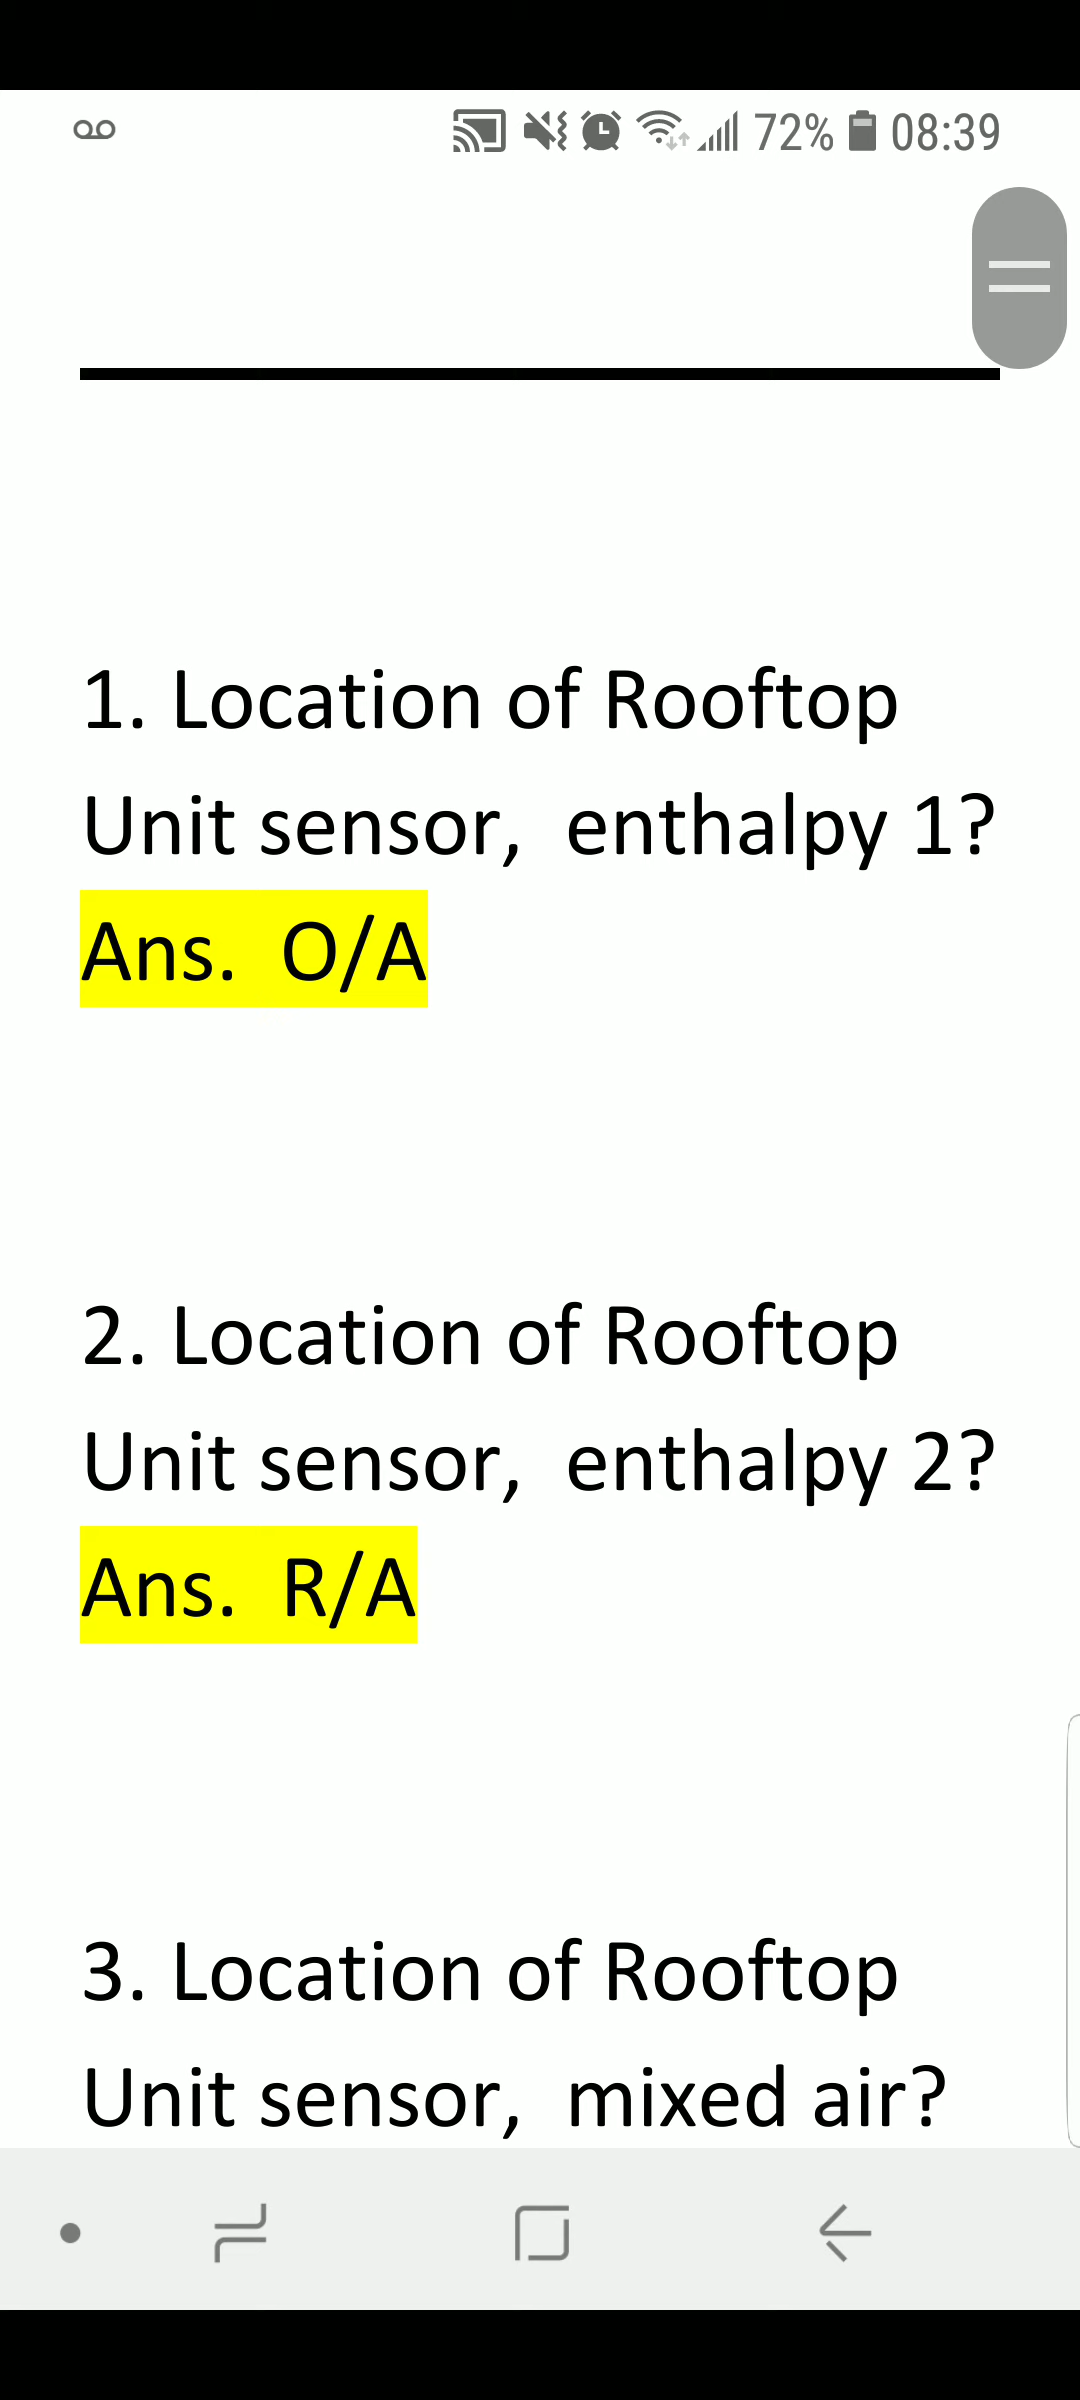 72% 08:39
1. Location of Rooftop
Unit sensor, enthalpy 1?
Ans. O/A
2. Location of Rooftop
Unit sensor, enthalpy 2?
Ans. R/A
3. Location of Rooftop
Unit sensor, mixed air?